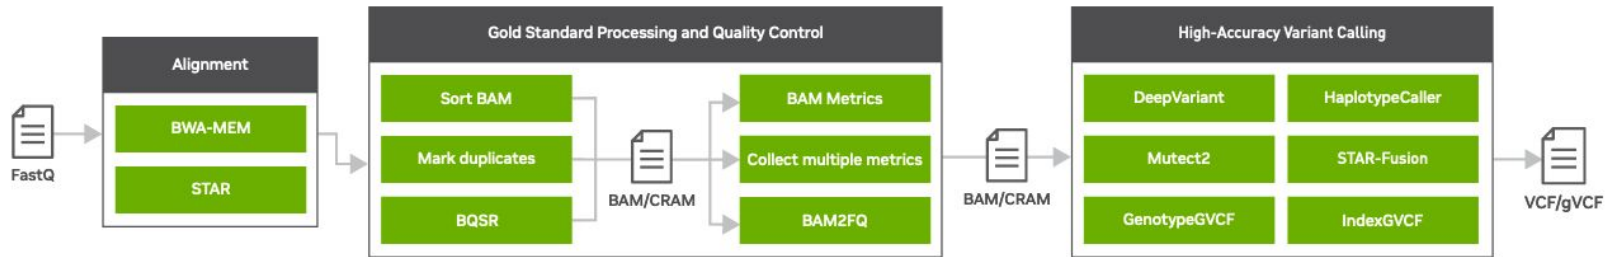 FastQ
Alignment
BWA-MEM
STAR
Gold Standard Processing and Quality Control
Sort BAM
Mark duplicates
BQSR
BAM/CRAM
BAM Metrics
Collect multiple metrics
BAM2FQ
BAM/CRAM
High-Accuracy Variant Calling
DeepVariant
HaplotypeCaller
Mutect2
STAR-Fusion
GenotypeGVCF
IndexGVCF
VCF/gVCF